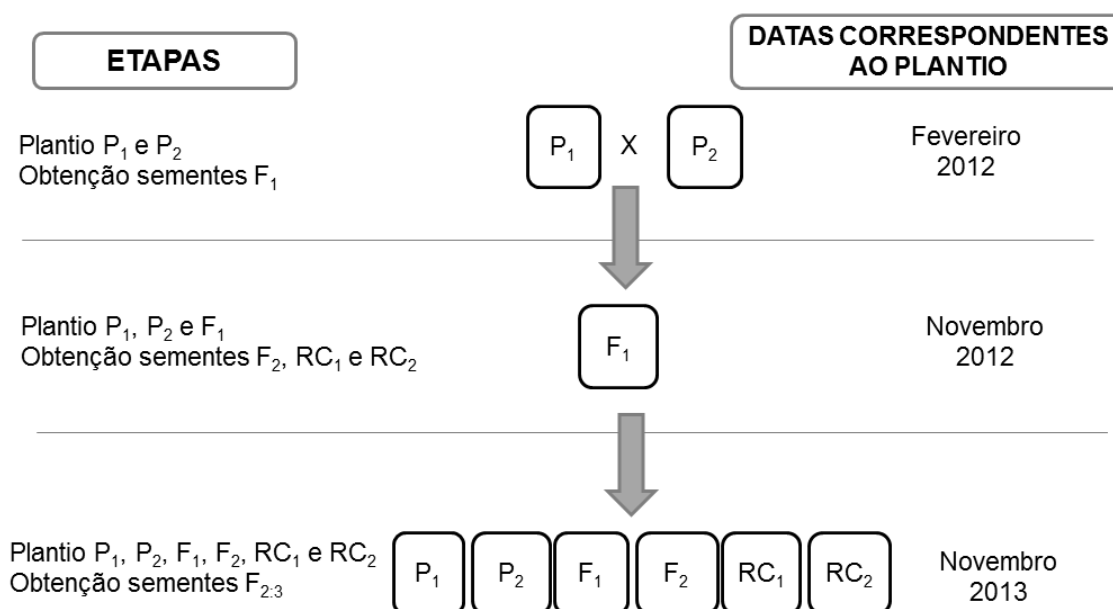 ETAPAS
DATAS CORRESPONDENTES
AO PLANTIO
Plantio P₁ e P₂
Obtenção sementes F₁
P₁ X P₂
Fevereiro
2012
Plantio P₁, P₂ e F₁
Obtenção sementes F₂, RC₁ e RC₂
F₁
Novembro
2012
Plantio P₁, P₂, F₁, F₂, RC₁ e RC₂
Obtenção sementes F₂:₃
P₁ P₂ F₁ F₂ RC₁ RC₂
Novembro
2013